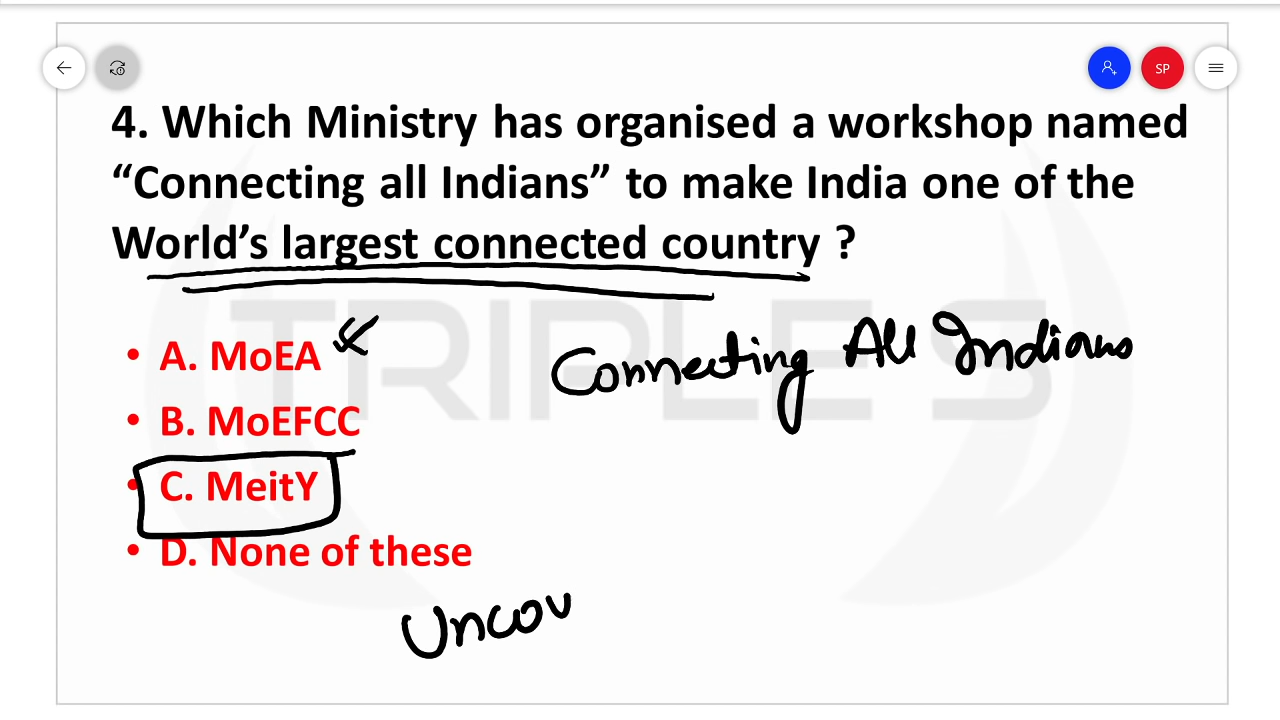 SP
4. Which Ministry has organised a workshop named
“Connecting all Indians” to make India one of the
World’s largest connected country ?
TRIPLE S
• A. MoEA
Connecting All Indians
• B. MoEFCC
• C. MeitY
• D. None of these
Uncov